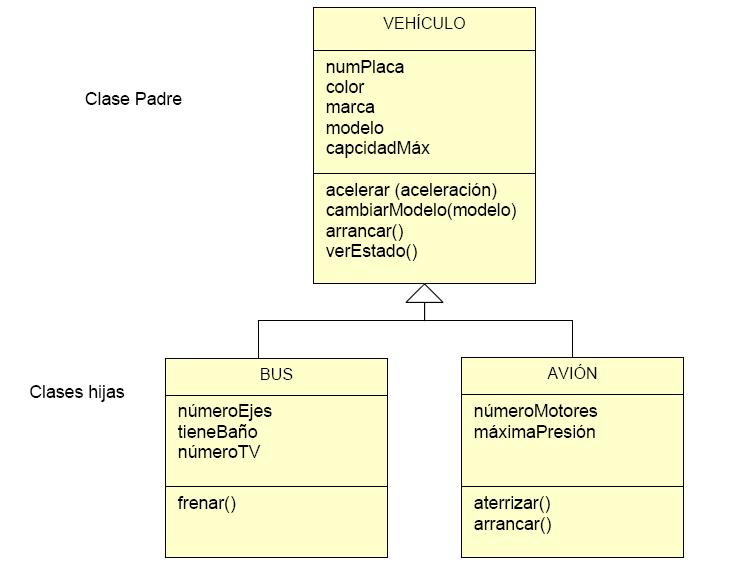 VEHÍCULO
numPlaca
color
marca
modelo
capcidadMáx
Clase Padre
acelerar (aceleración)
cambiarModelo(modelo)
arrancar()
verEstado()
Clases hijas
BUS
númeroEjes
tieneBaño
númeroTV
frenar()
AVIÓN
númeroMotores
máximaPresión
aterrizar()
arrancar()